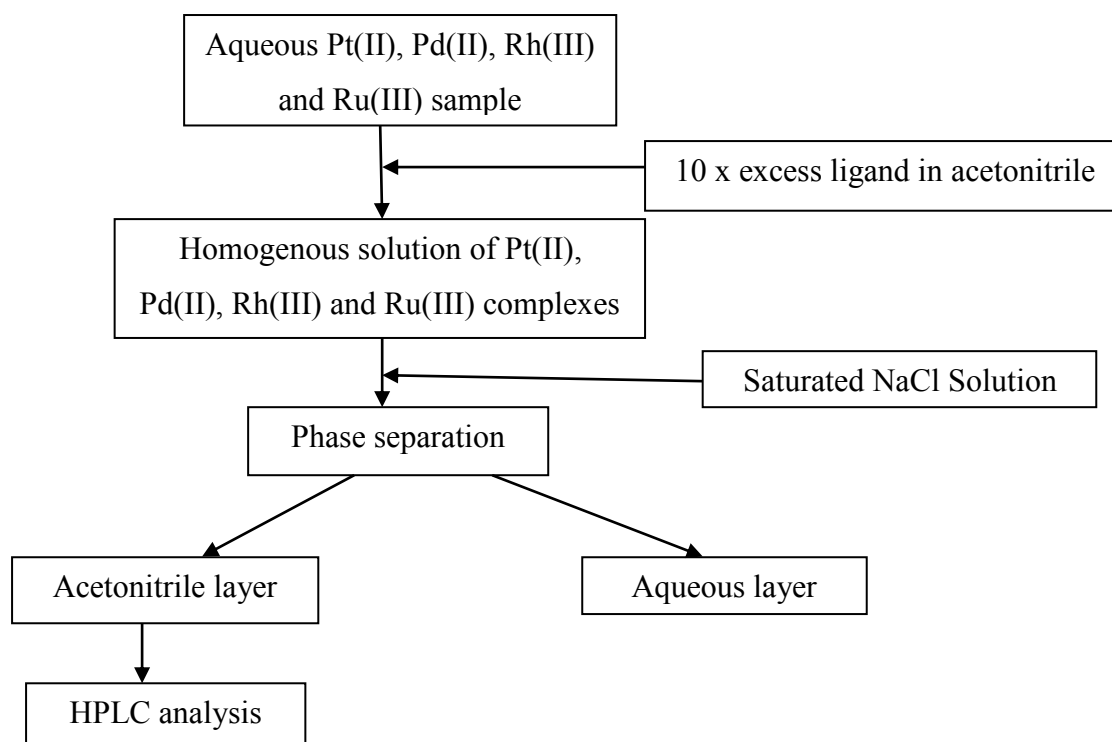 Aqueous Pt(II), Pd(II), Rh(III)
and Ru(III) sample
10 x excess ligand in acetonitrile
Homogenous solution of Pt(II),
Pd(II), Rh(III) and Ru(III) complexes
Saturated NaCl Solution
Phase separation
Acetonitrile layer
Aqueous layer
HPLC analysis